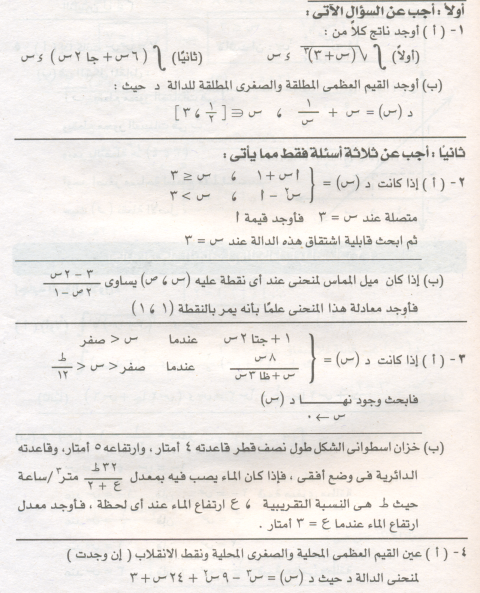 أولاً : أجب عن السؤال الآتى :
١- ( أ ) أوجد ناتج كلاً من :
(أولاً) ∫ √(س + ٣)٣ ء س (ثانيًا) ∫ ( ٦ س + جا ٢ س ) ء س
(ب) أوجد القيم العظمى المطلقة والصغرى المطلقة للدالة د حيث :
د (س) = س + ١/س ، س ∈ [ ١/٢ ، ٣ ]
ثانيًا : أجب عن ثلاثة أسئلة فقط مما يأتى :
٢- ( أ ) إذا كانت د (س) = { ا س + ١ ، س ≥ ٣
س٢ - ا ، س < ٣
متصلة عند س = ٣ فأوجد قيمة ا
ثم ابحث قابلية اشتقاق هذه الدالة عند س = ٣
(ب) إذا كان ميل المماس لمنحنى عند أى نقطة عليه (س ، ص) يساوى ٣ - ٢ س / ٢ ص - ١
فأوجد معادلة هذا المنحنى علمًا بأنه يمر بالنقطة ( ١ ، ١ )
٣- ( أ ) إذا كانت د (س) = { ١ + جتا ٢ س عندما س < صفر
٨ س / س + ظا ٣ س عندما صفر < س < ط/١٢
فابحث وجود نهـــا د (س)
س ← ٠
(ب) خزان اسطوانى الشكل طول نصف قطر قاعدته ٤ أمتار ، وارتفاعه ٥ أمتار ، وقاعدته
الدائرية فى وضع أفقى ، فإذا كان الماء يصب فيه بمعدل ٣٢ ط / ع + ٢ متر٣ /ساعة
حيث ط هى النسبة التقريبية ، ع ارتفاع الماء عند أى لحظة ، فأوجد معدل
ارتفاع الماء عندما ع = ٣ أمتار .
٤- ( أ ) عين القيم العظمى المحلية والصغرى المحلية ونقط الانقلاب ( إن وجدت )
لمنحنى الدالة د حيث د (س) = س٣ - ٩ س٢ + ٢٤ س + ٣